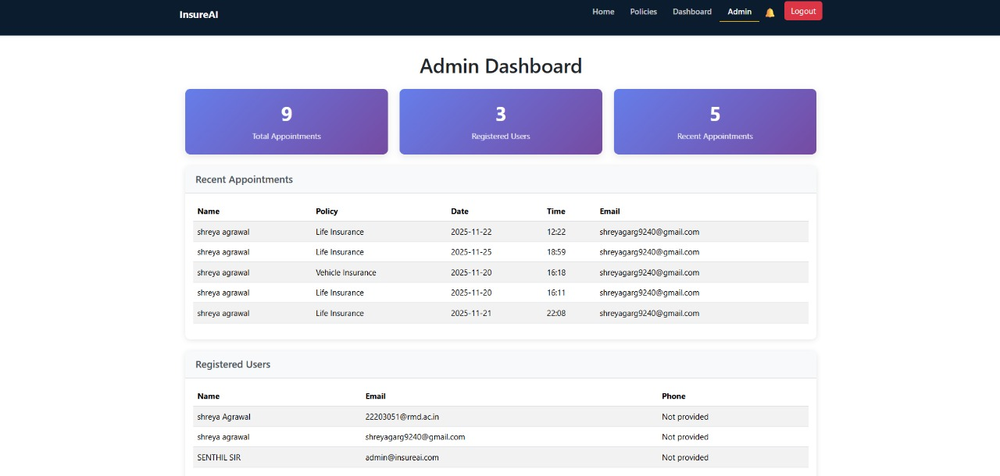 InsureAI Home Policies Dashboard Admin Logout
Admin Dashboard
9 3 5
Total Appointments Registered Users Recent Appointments
Recent Appointments
Name Policy Date Time Email
shreya agrawal Life Insurance 2025-11-22 12:22 shreyagarg9240@gmail.com
shreya agrawal Life Insurance 2025-11-25 18:59 shreyagarg9240@gmail.com
shreya agrawal Vehicle Insurance 2025-11-20 16:18 shreyagarg9240@gmail.com
shreya agrawal Life Insurance 2025-11-20 16:11 shreyagarg9240@gmail.com
shreya agrawal Life Insurance 2025-11-21 22:08 shreyagarg9240@gmail.com
Registered Users
Name Email Phone
shreya Agrawal 22203051@rmd.ac.in Not provided
shreya agrawal shreyagarg9240@gmail.com Not provided
SENTHIL SIR admin@insureai.com Not provided